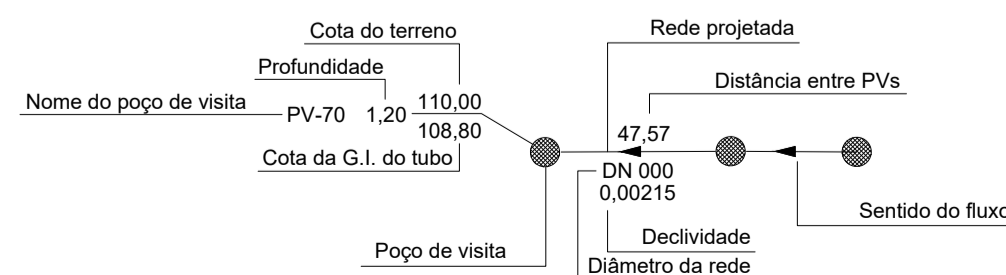 Cota do terreno
Rede projetada
Profundidade
Distância entre PVs
Nome do poço de visita
PV-70 1,20 110,00
108,80
47,57
Cota da G.I. do tubo
DN 000
0,00215
Sentido do fluxo
Poço de visita
Declividade
Diâmetro da rede